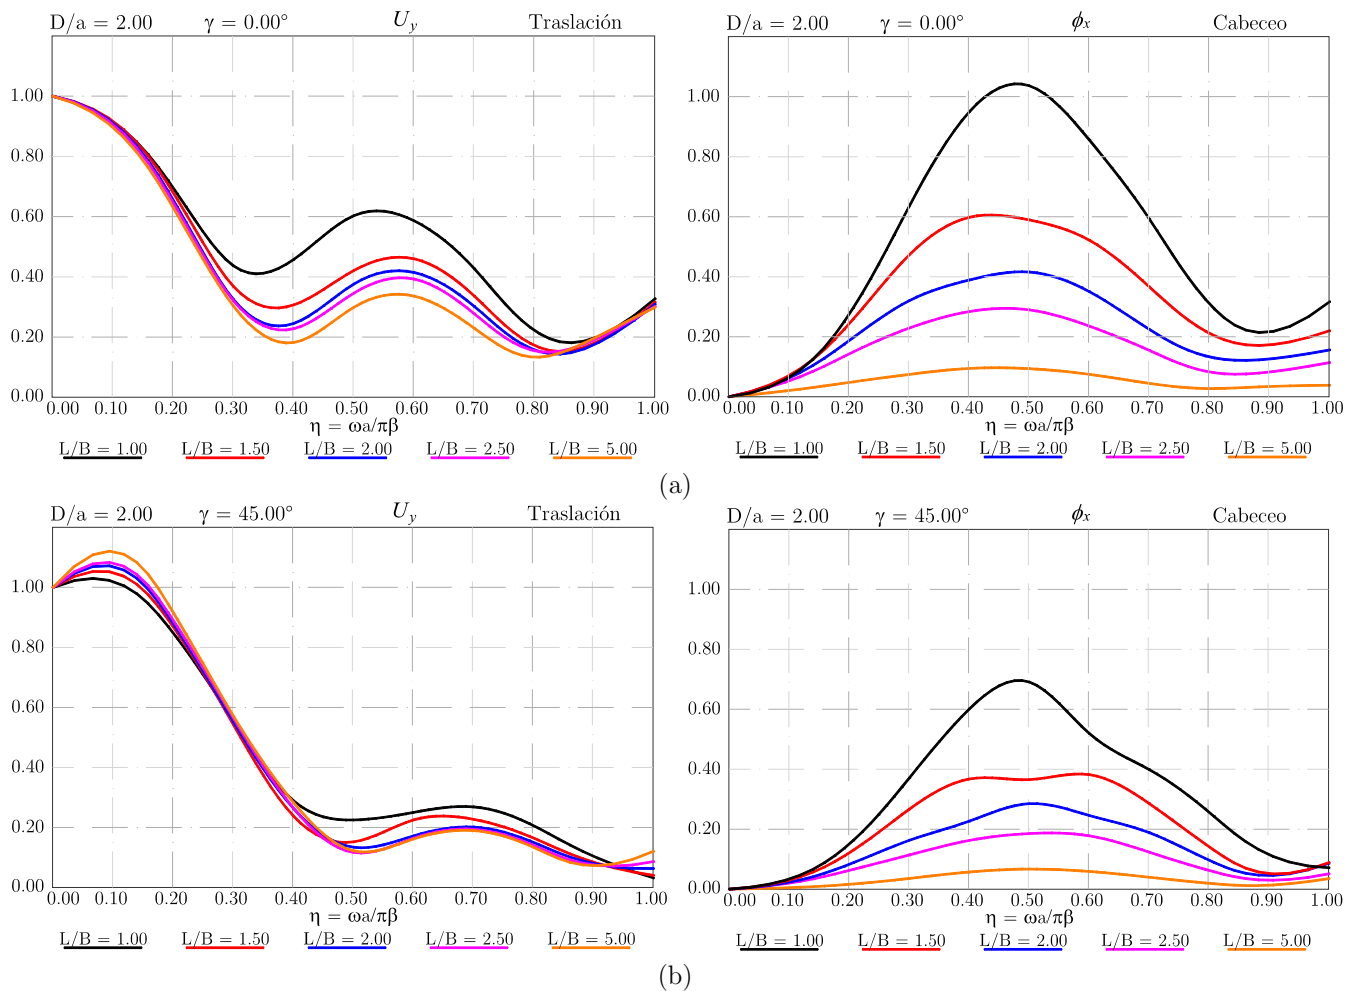 D/a = 2.00 γ = 0.00° U_y Traslación
1.00
0.80
0.60
0.40
0.20
0.00
0.00 0.10 0.20 0.30 0.40 0.50 0.60 0.70 0.80 0.90 1.00
η = ωa/πβ
L/B = 1.00 L/B = 1.50 L/B = 2.00 L/B = 2.50 L/B = 5.00
D/a = 2.00 γ = 0.00° ϕ_x Cabeceo
1.00
0.80
0.60
0.40
0.20
0.00
0.00 0.10 0.20 0.30 0.40 0.50 0.60 0.70 0.80 0.90 1.00
η = ωa/πβ
L/B = 1.00 L/B = 1.50 L/B = 2.00 L/B = 2.50 L/B = 5.00
(a)
D/a = 2.00 γ = 45.00° U_y Traslación
1.00
0.80
0.60
0.40
0.20
0.00
0.00 0.10 0.20 0.30 0.40 0.50 0.60 0.70 0.80 0.90 1.00
η = ωa/πβ
L/B = 1.00 L/B = 1.50 L/B = 2.00 L/B = 2.50 L/B = 5.00
D/a = 2.00 γ = 45.00° ϕ_x Cabeceo
1.00
0.80
0.60
0.40
0.20
0.00
0.00 0.10 0.20 0.30 0.40 0.50 0.60 0.70 0.80 0.90 1.00
η = ωa/πβ
L/B = 1.00 L/B = 1.50 L/B = 2.00 L/B = 2.50 L/B = 5.00
(b)